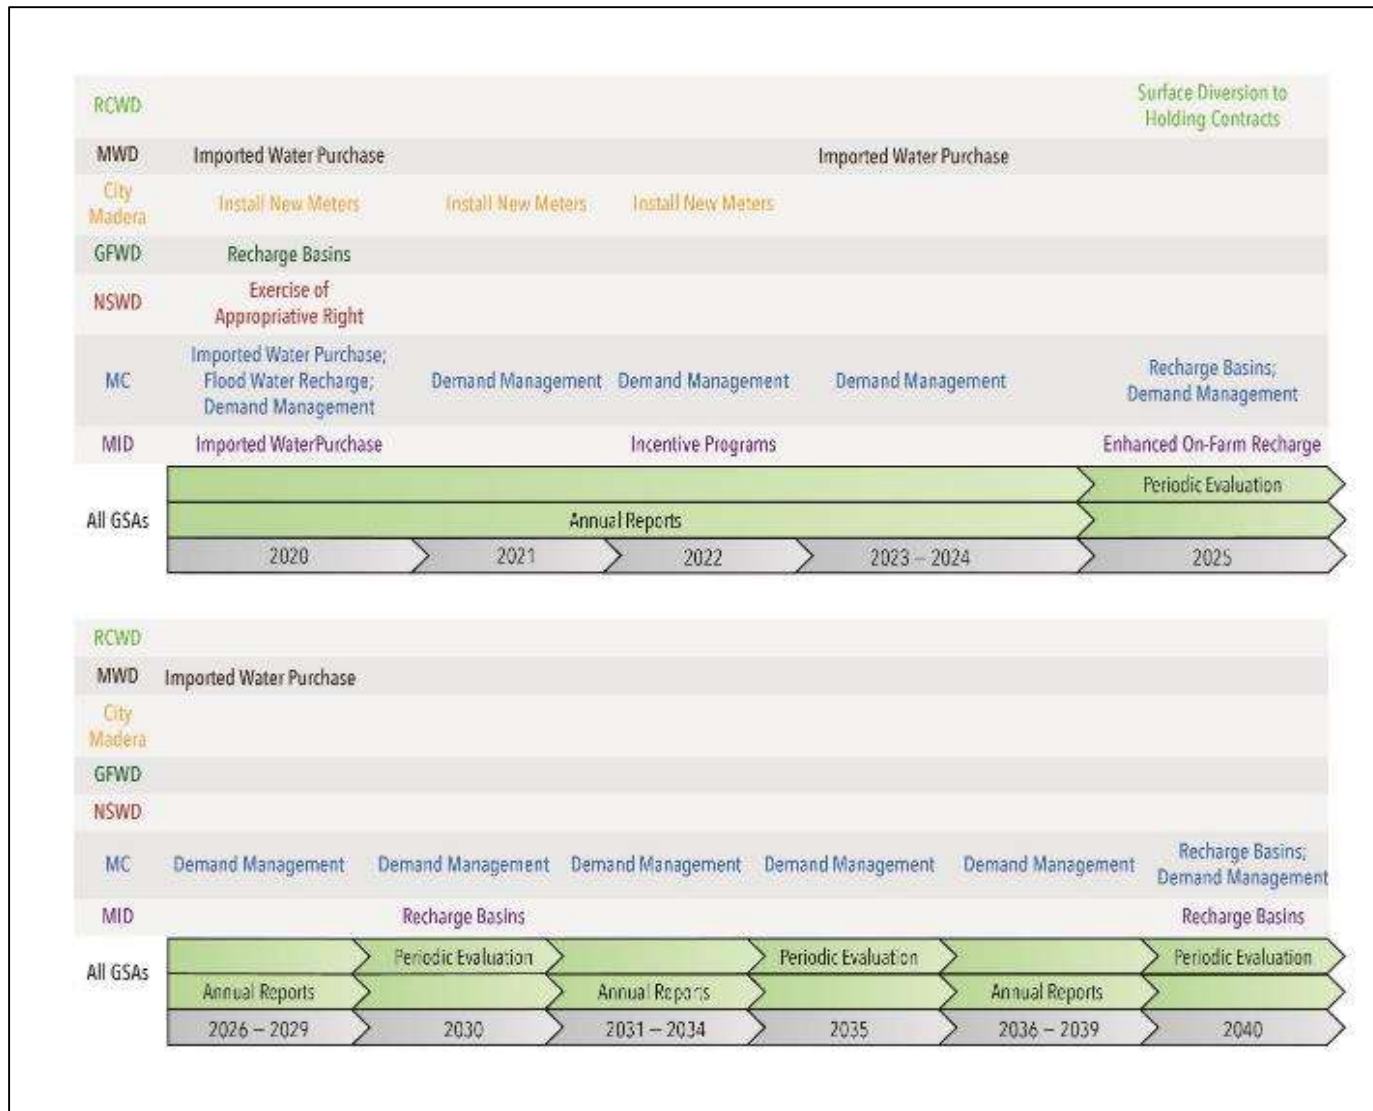 RCWD
Surface Diversion to
Holding Contracts
MWD Imported Water Purchase Imported Water Purchase
City
Madera
Install New Meters Install New Meters Install New Meters
GFWD Recharge Basins
NSWD
Exercise of
Appropriative Right
MC
Imported Water Purchase;
Flood Water Recharge;
Demand Management
Demand Management Demand Management Demand Management
Recharge Basins;
Demand Management
MID Imported WaterPurchase Incentive Programs Enhanced On-Farm Recharge
All GSAs
Periodic Evaluation
Annual Reports
2020 2021 2022 2023 – 2024 2025
RCWD
MWD Imported Water Purchase
City
Madera
GFWD
NSWD
MC Demand Management Demand Management Demand Management Demand Management Demand Management
Recharge Basins;
Demand Management
MID Recharge Basins Recharge Basins
All GSAs
Periodic Evaluation Periodic Evaluation Periodic Evaluation
Annual Reports Annual Reports Annual Reports
2026 – 2029 2030 2031 – 2034 2035 2036 – 2039 2040